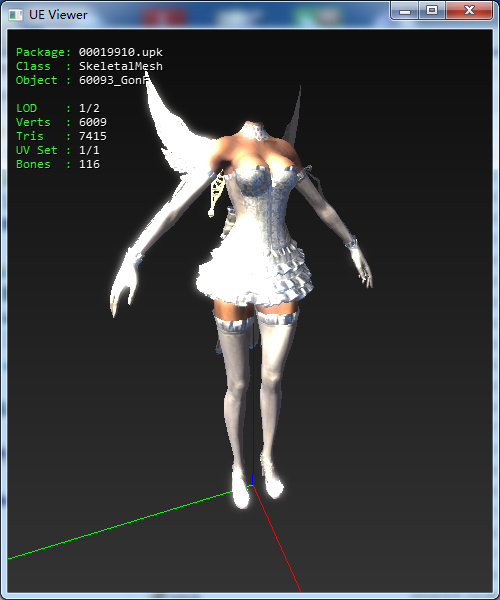 UE Viewer
Package: 00019910.upk
Class : SkeletalMesh
Object : 60093_GonF
LOD : 1/2
Verts : 6009
Tris : 7415
UV Set : 1/1
Bones : 116